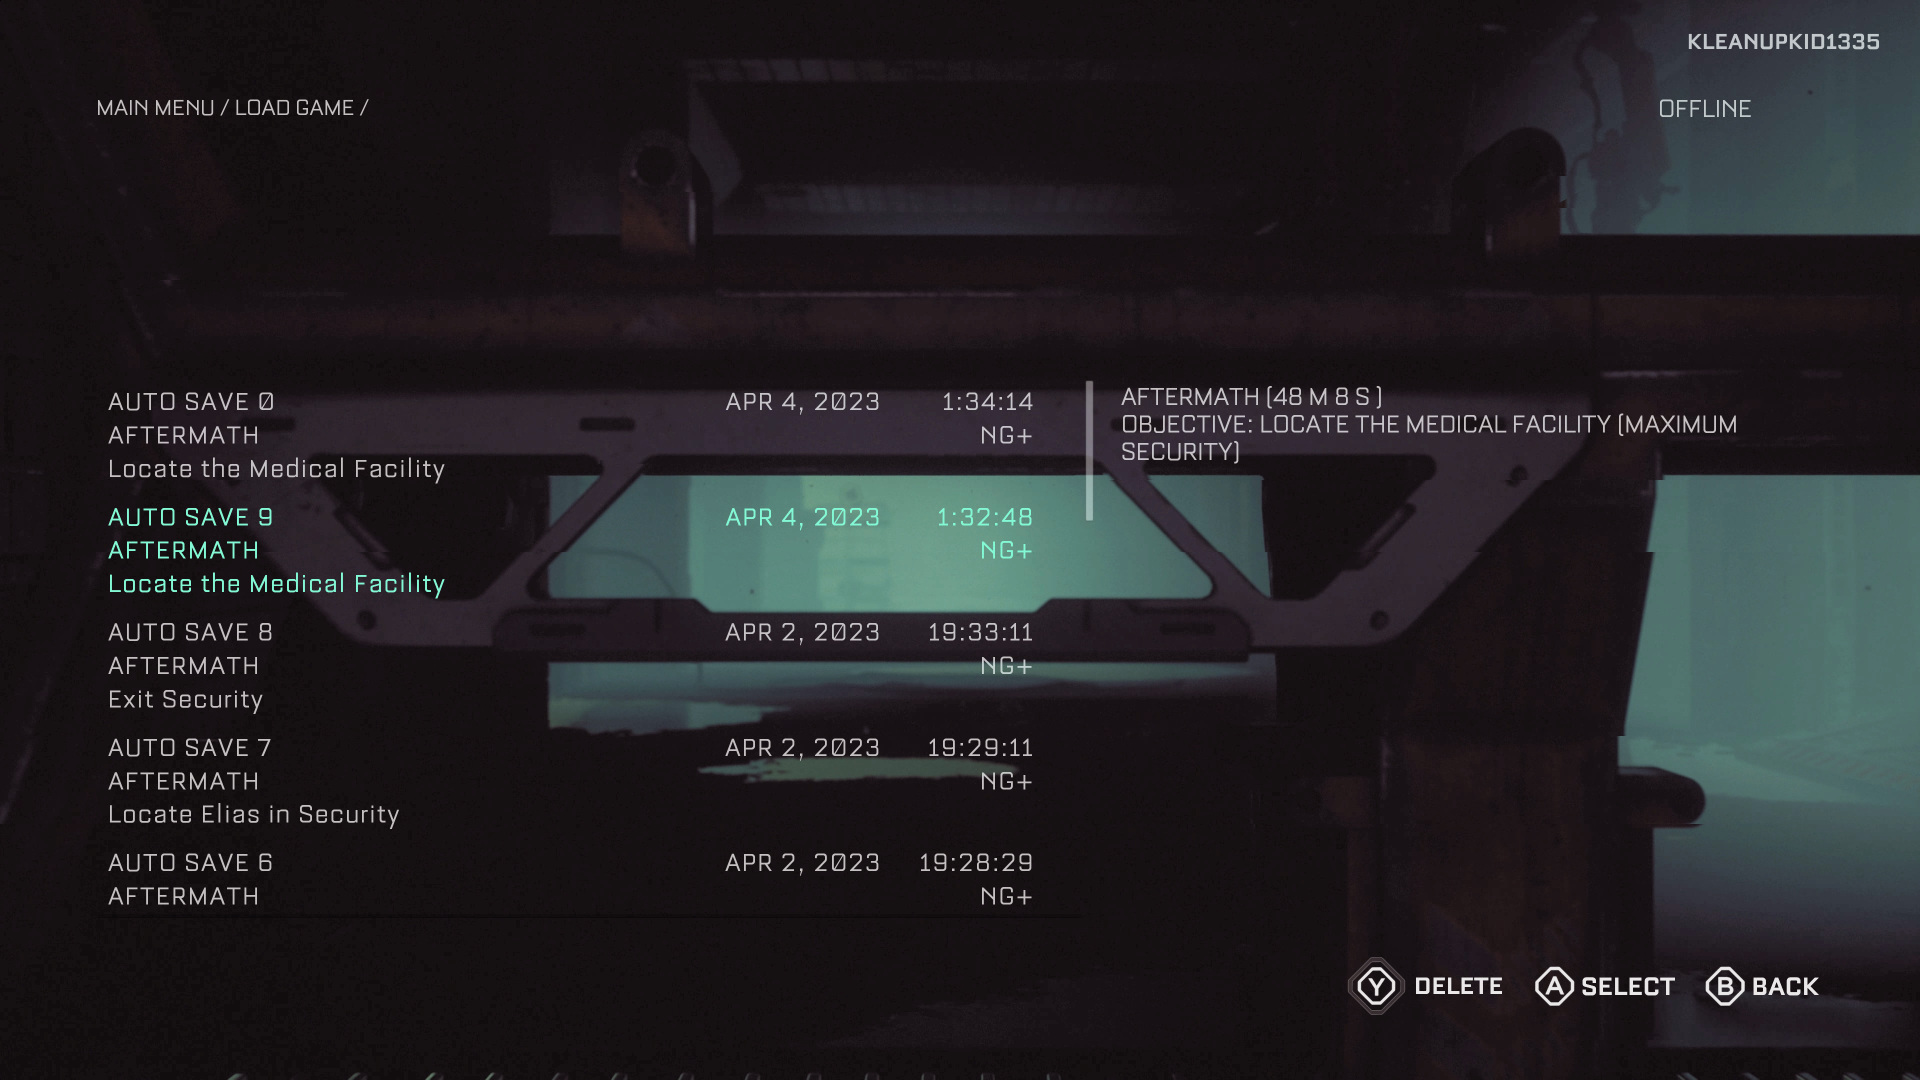 KLEANUPKID1335
MAIN MENU / LOAD GAME /
OFFLINE
AUTO SAVE 0 APR 4, 2023 1:34:14
AFTERMATH NG+
Locate the Medical Facility
AUTO SAVE 9 APR 4, 2023 1:32:48
AFTERMATH NG+
Locate the Medical Facility
AUTO SAVE 8 APR 2, 2023 19:33:11
AFTERMATH NG+
Exit Security
AUTO SAVE 7 APR 2, 2023 19:29:11
AFTERMATH NG+
Locate Elias in Security
AUTO SAVE 6 APR 2, 2023 19:28:29
AFTERMATH NG+
AFTERMATH (48 M 8 S )
OBJECTIVE: LOCATE THE MEDICAL FACILITY (MAXIMUM
SECURITY)
Y DELETE A SELECT B BACK